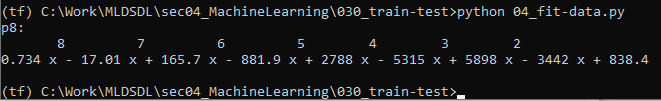 (tf) C:\Work\MLDSDL\sec04_MachineLearning\030_train-test>python 04_fit-data.py
p8:
8 7 6 5 4 3 2
0.734 x - 17.01 x + 165.7 x - 881.9 x + 2788 x - 5315 x + 5898 x - 3442 x + 838.4
(tf) C:\Work\MLDSDL\sec04_MachineLearning\030_train-test>